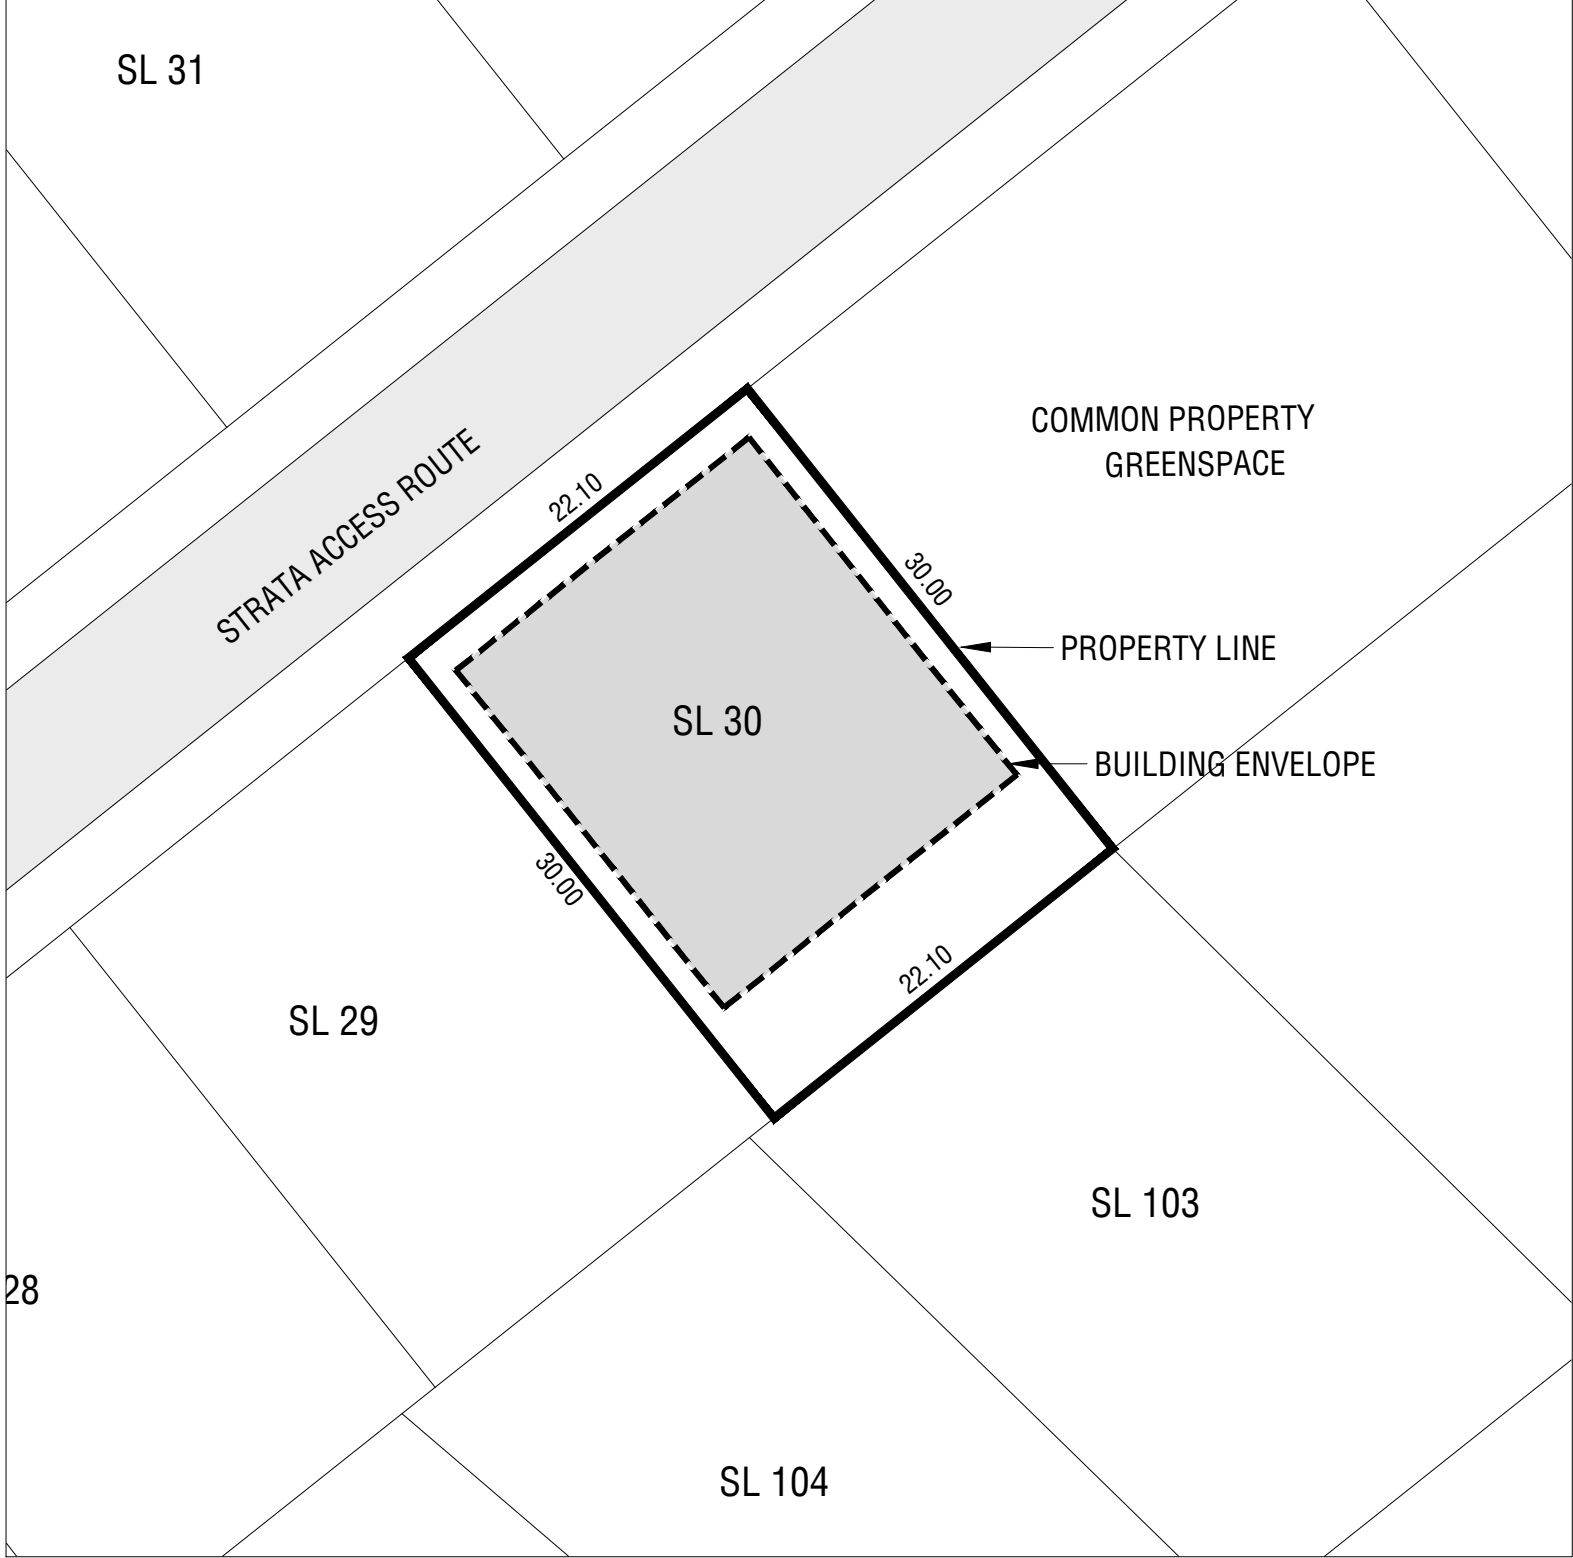 SL 31
COMMON PROPERTY
GREENSPACE
STRATA ACCESS ROUTE
22.10
30.00
PROPERTY LINE
SL 30
BUILDING ENVELOPE
30.00
22.10
SL 29
SL 103
28
SL 104